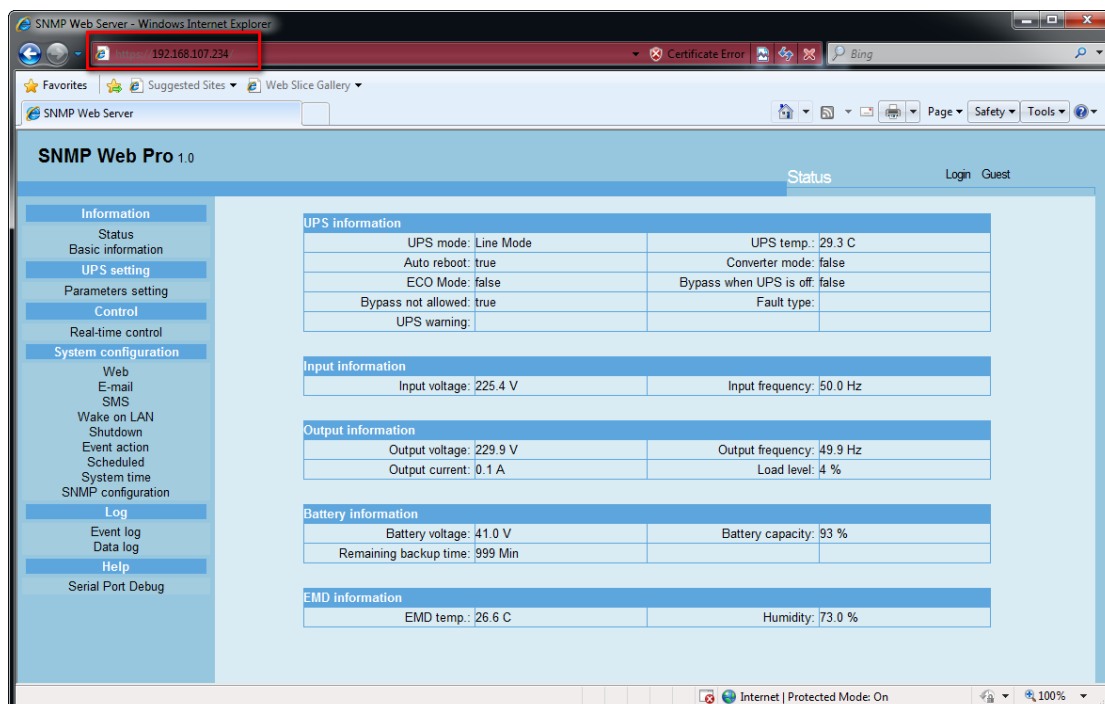 SNMP Web Server - Windows Internet Explorer
https://192.168.107.234/
Certificate Error
Bing
Favorites Suggested Sites Web Slice Gallery
SNMP Web Server
Page Safety Tools
SNMP Web Pro 1.0
Status Login Guest
Information
Status
Basic information
UPS setting
Parameters setting
Control
Real-time control
System configuration
Web
E-mail
SMS
Wake on LAN
Shutdown
Event action
Scheduled
System time
SNMP configuration
Log
Event log
Data log
Help
Serial Port Debug
UPS information
UPS mode: Line Mode UPS temp.: 29.3 C
Auto reboot: true Converter mode: false
ECO Mode: false Bypass when UPS is off: false
Bypass not allowed: true Fault type:
UPS warning:
Input information
Input voltage: 225.4 V Input frequency: 50.0 Hz
Output information
Output voltage: 229.9 V Output frequency: 49.9 Hz
Output current: 0.1 A Load level: 4 %
Battery information
Battery voltage: 41.0 V Battery capacity: 93 %
Remaining backup time: 999 Min
EMD information
EMD temp.: 26.6 C Humidity: 73.0 %
Internet | Protected Mode: On 100%